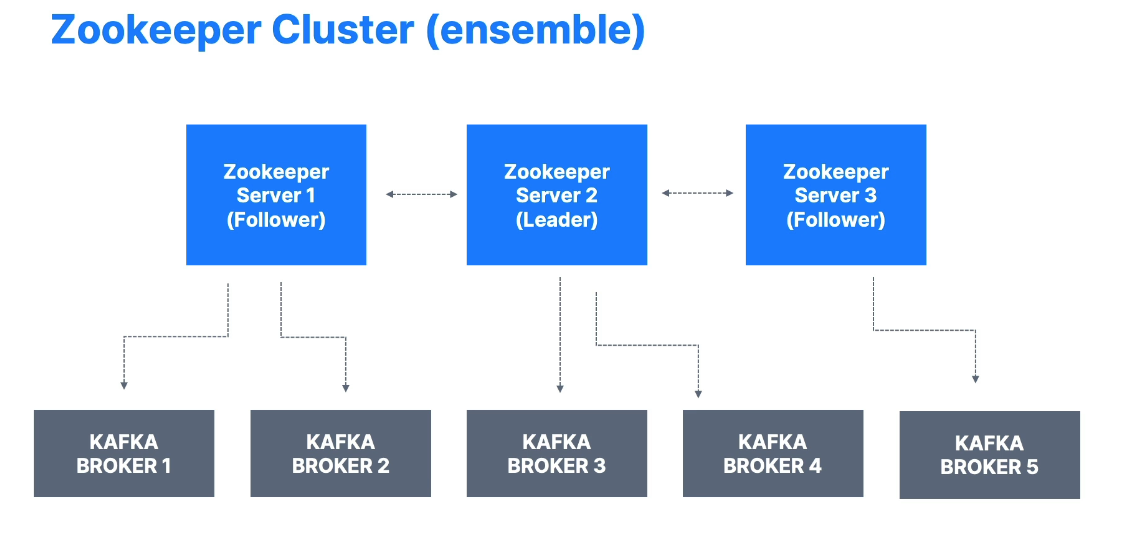 Zookeeper Cluster (ensemble)
Zookeeper
Server 1
(Follower)
Zookeeper
Server 2
(Leader)
Zookeeper
Server 3
(Follower)
KAFKA
BROKER 1
KAFKA
BROKER 2
KAFKA
BROKER 3
KAFKA
BROKER 4
KAFKA
BROKER 5